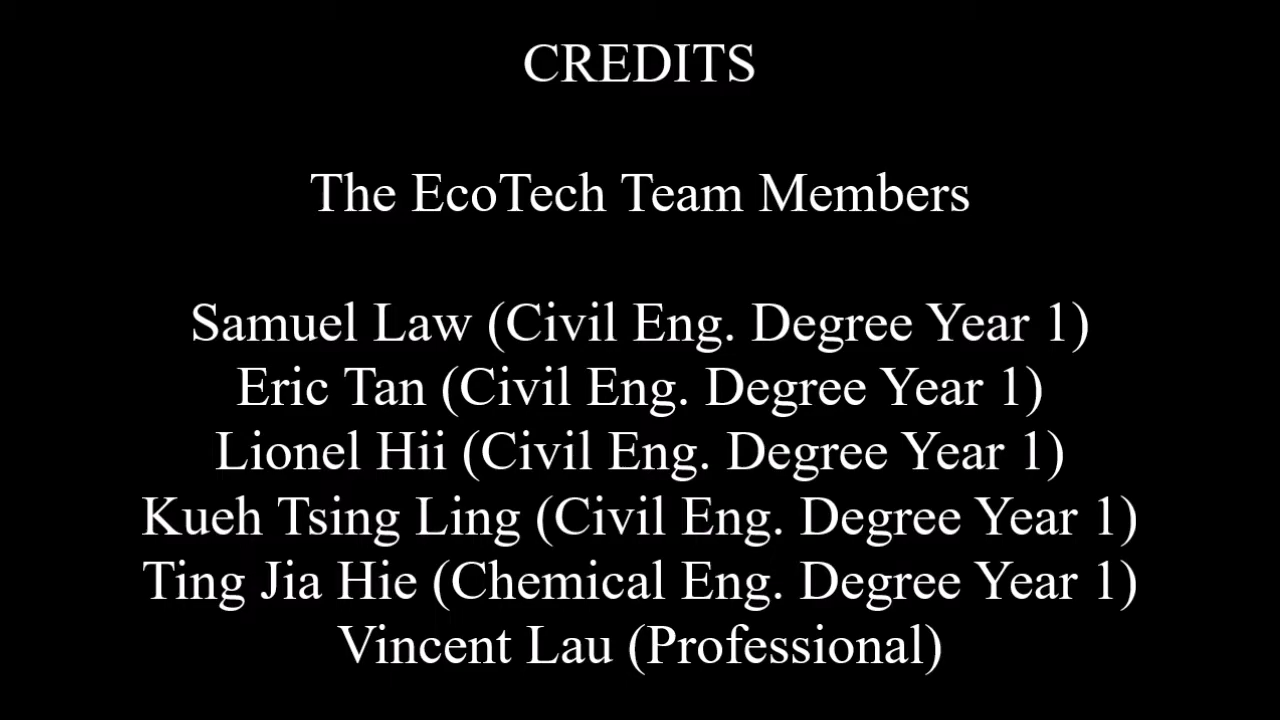 CREDITS
The EcoTech Team Members
Samuel Law (Civil Eng. Degree Year 1)
Eric Tan (Civil Eng. Degree Year 1)
Lionel Hii (Civil Eng. Degree Year 1)
Kueh Tsing Ling (Civil Eng. Degree Year 1)
Ting Jia Hie (Chemical Eng. Degree Year 1)
Vincent Lau (Professional)